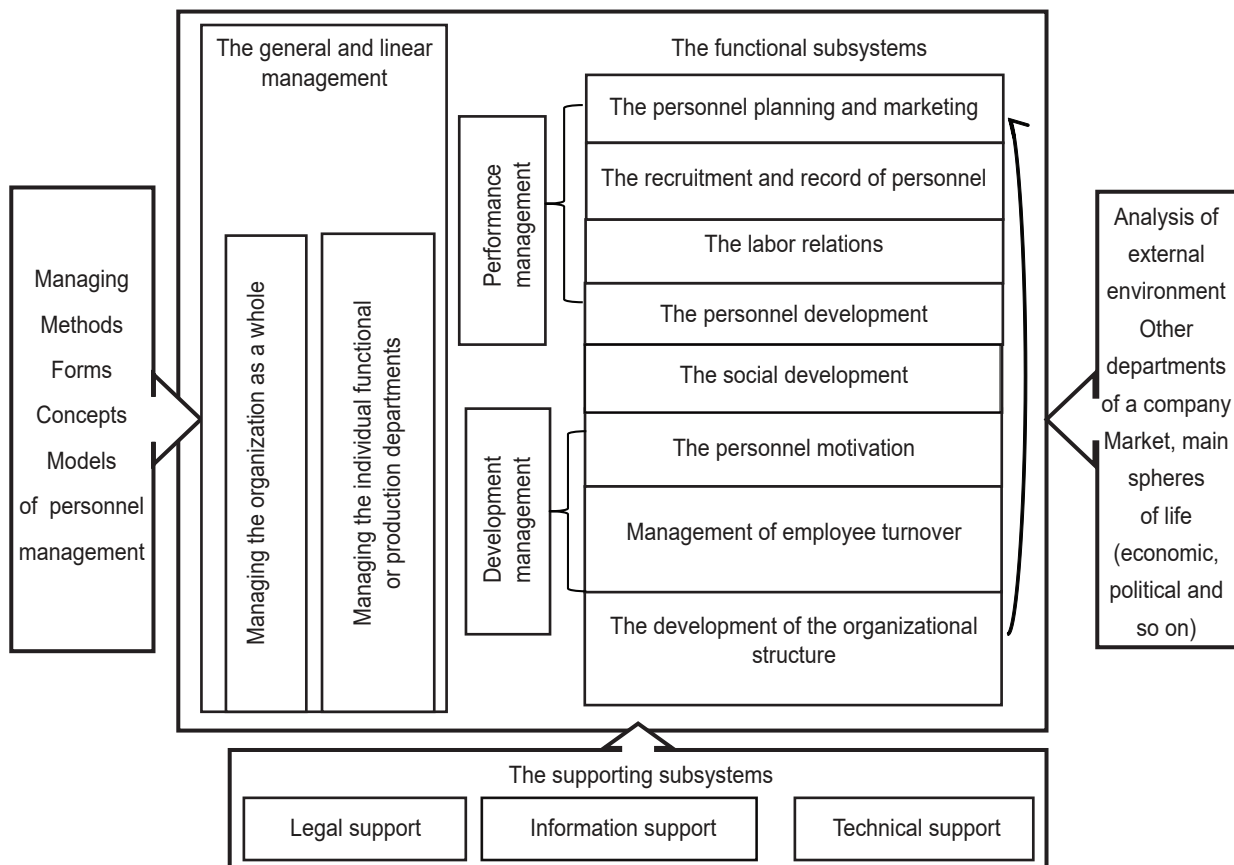 The general and linear
management
The functional subsystems
Managing
Methods
Forms
Concepts
Models
of personnel
management
Managing the organization as a whole
Managing the individual functional
or production departments
Performance
management
Development
management
The personnel planning and marketing
The recruitment and record of personnel
The labor relations
The personnel development
The social development
The personnel motivation
Management of employee turnover
The development of the organizational
structure
Analysis of
external
environment
Other
departments
of a company
Market, main
spheres
of life
(economic,
political and
so on)
The supporting subsystems
Legal support
Information support
Technical support